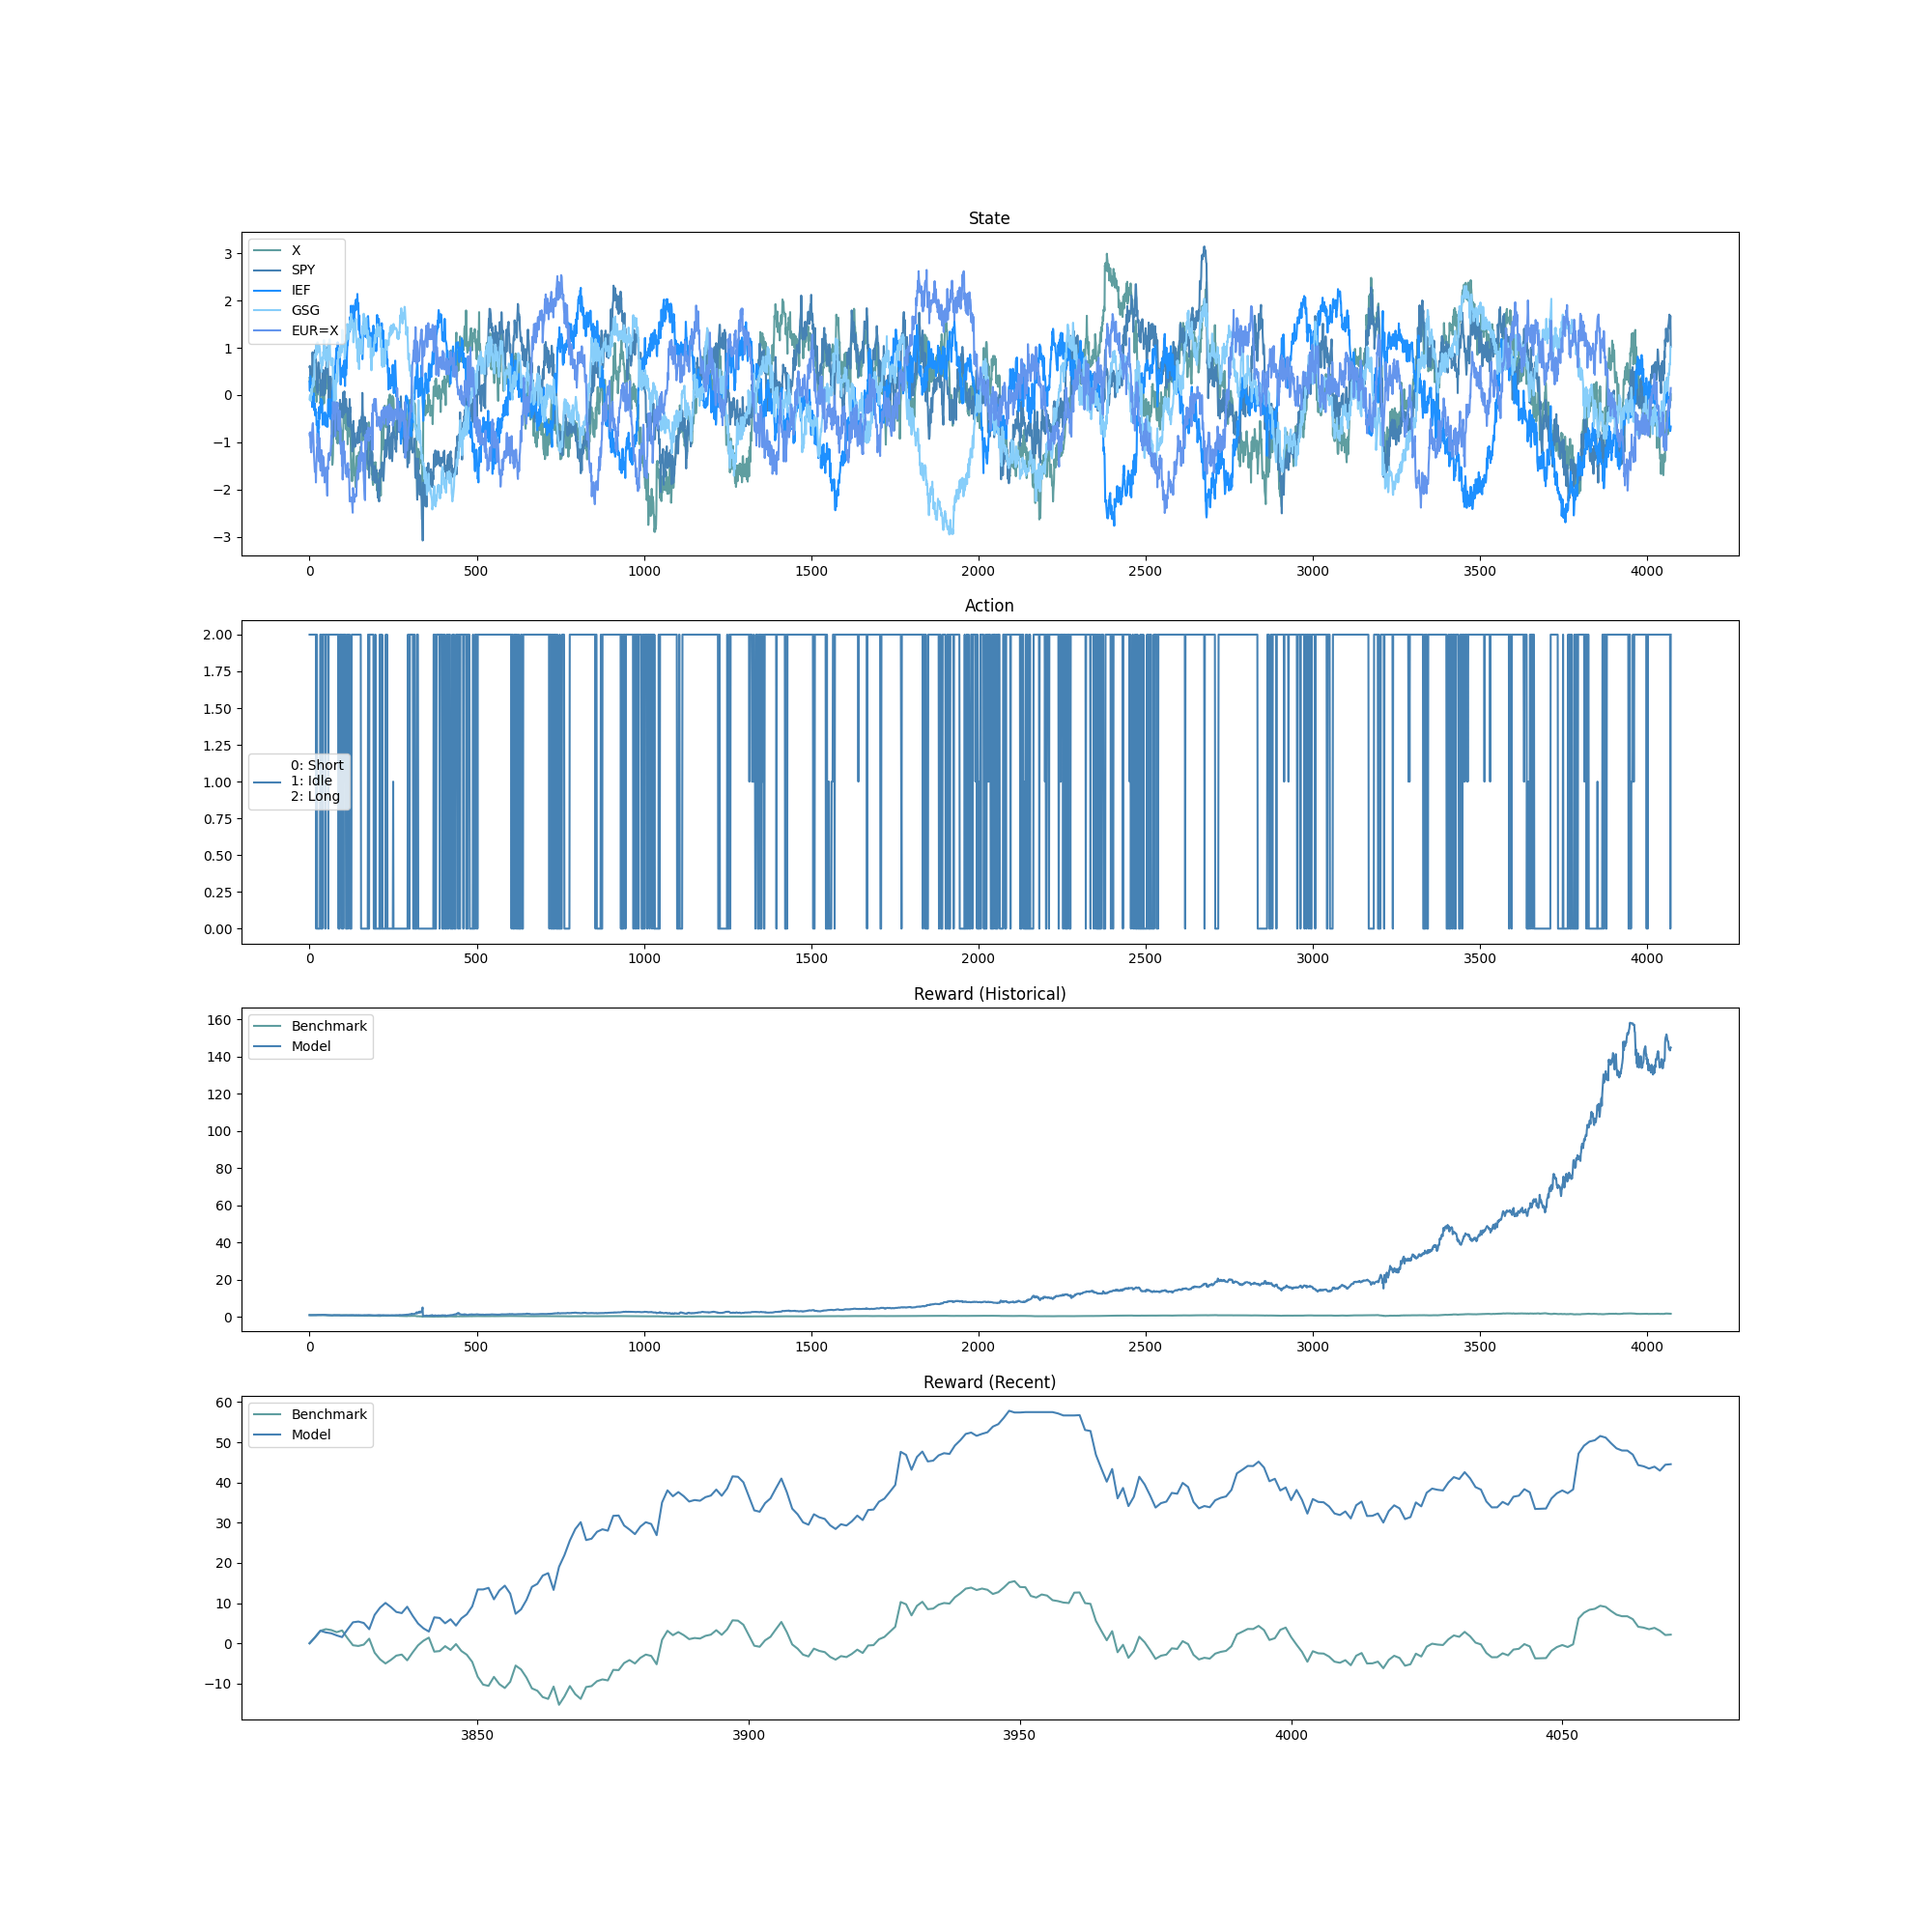 State
X
SPY
IEF
GSG
EUR=X
3
2
1
0
−1
−2
−3
0 500 1000 1500 2000 2500 3000 3500 4000
Action
2.00
1.75
1.50
1.25
1.00
0.75
0.50
0.25
0.00
0: Short
1: Idle
2: Long
0 500 1000 1500 2000 2500 3000 3500 4000
Reward (Historical)
Benchmark
Model
160
140
120
100
80
60
40
20
0
0 500 1000 1500 2000 2500 3000 3500 4000
Reward (Recent)
Benchmark
Model
60
50
40
30
20
10
0
−10
3850 3900 3950 4000 4050